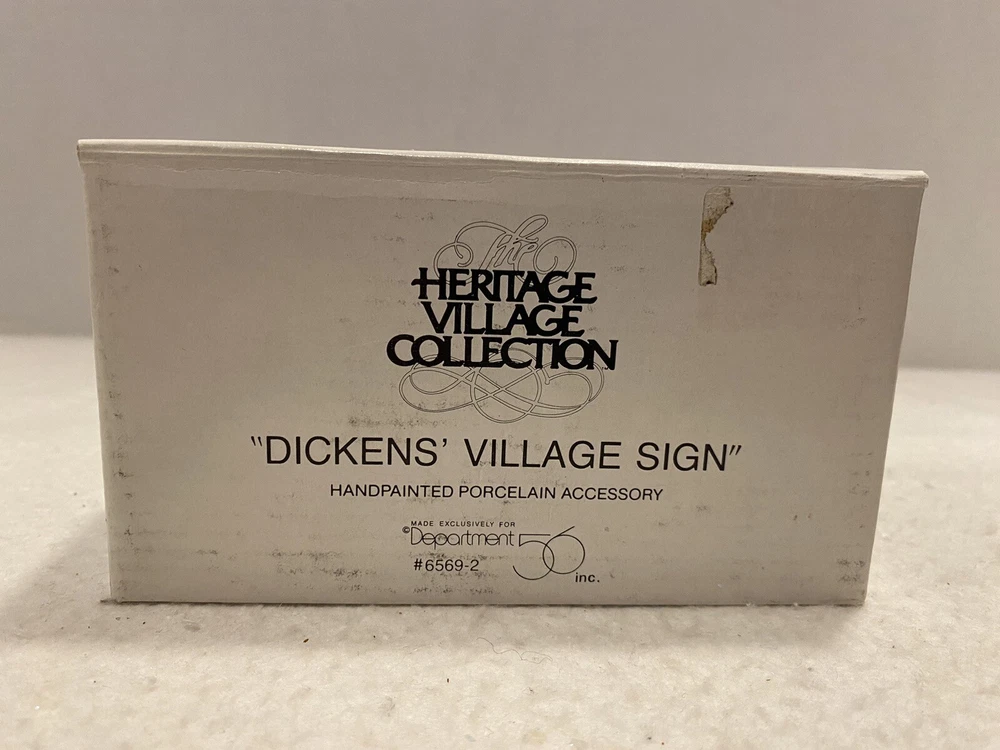 The
HERITAGE
VILLAGE
COLLECTION
"DICKENS' VILLAGE SIGN"
HANDPAINTED PORCELAIN ACCESSORY
MADE EXCLUSIVELY FOR
©Department 56 inc.
#6569-2